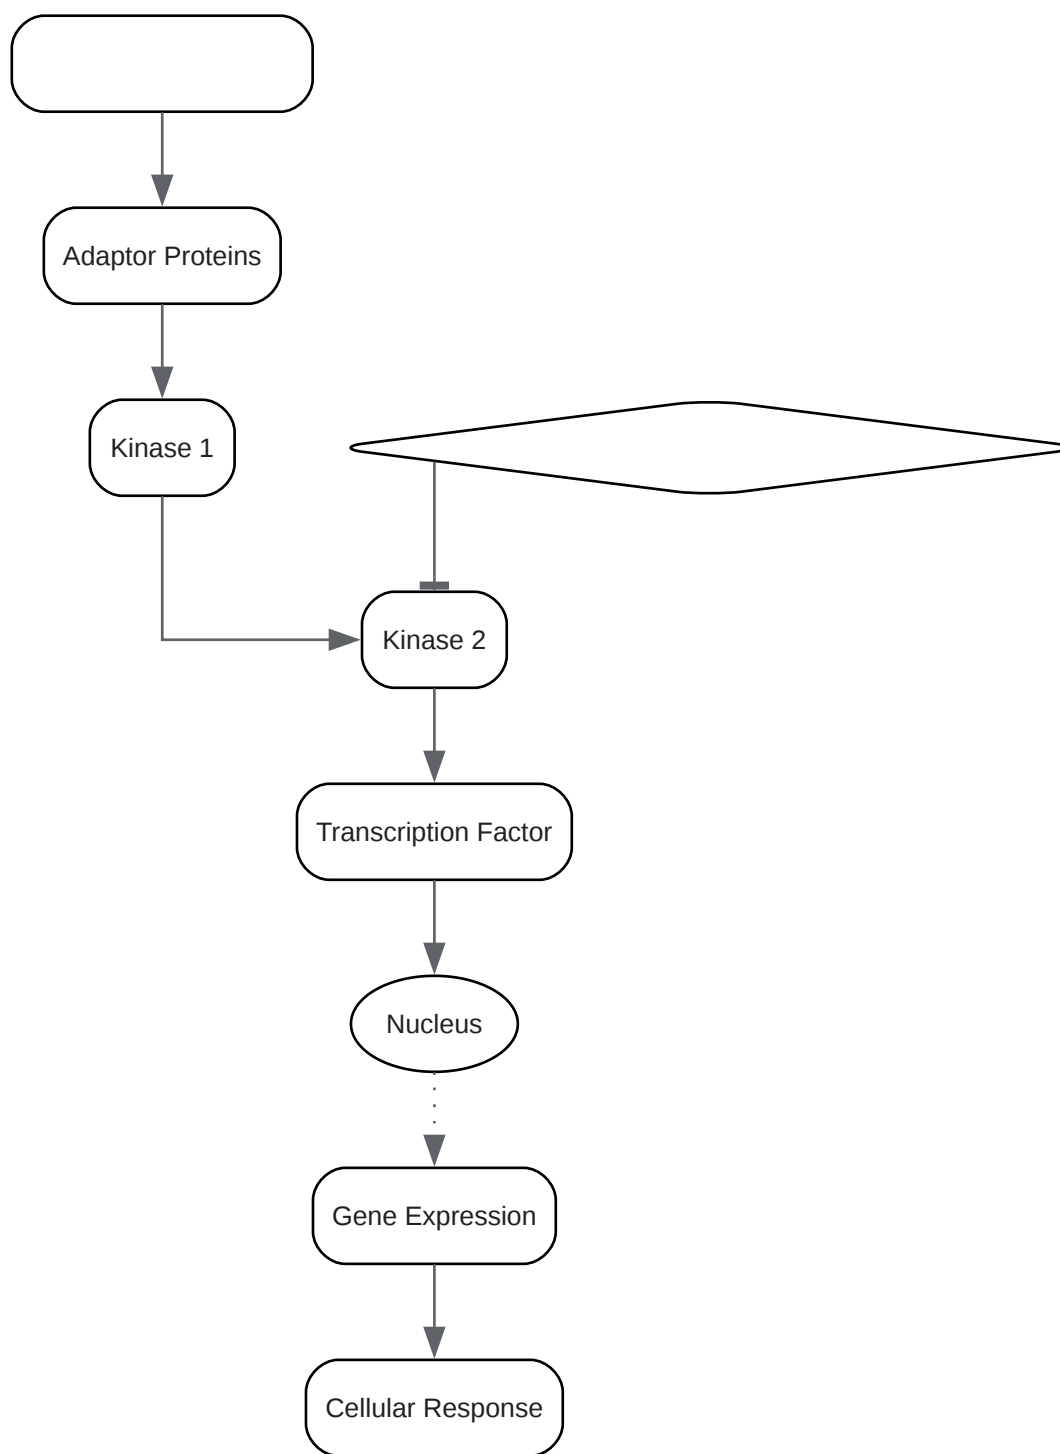 Adaptor Proteins
Kinase 1
Kinase 2
Transcription Factor
Nucleus
Gene Expression
Cellular Response